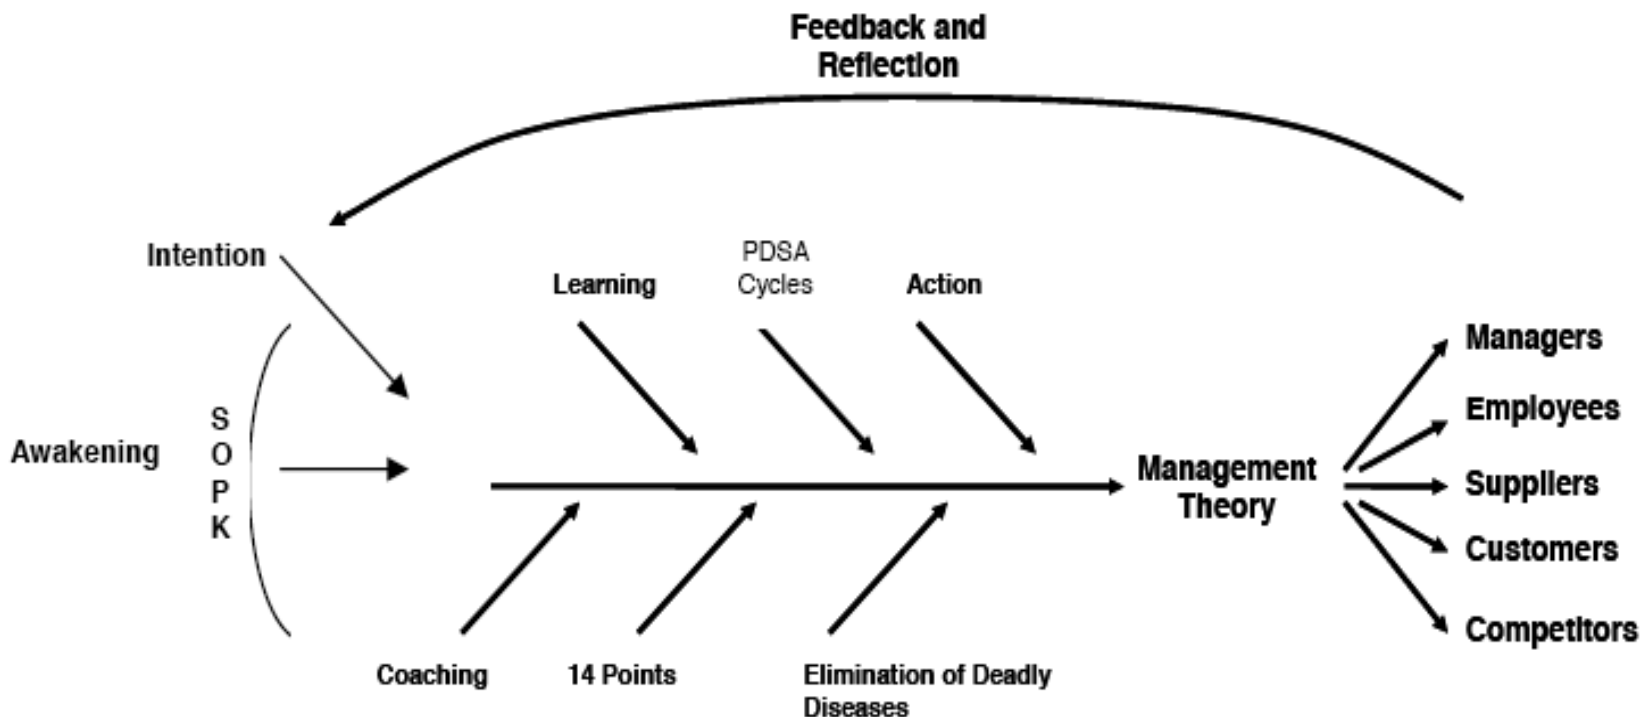 Feedback and
Reflection
Intention
Learning
PDSA
Cycles
Action
Awakening
S
O
P
K
Management
Theory
Managers
Employees
Suppliers
Customers
Competitors
Coaching
14 Points
Elimination of Deadly
Diseases